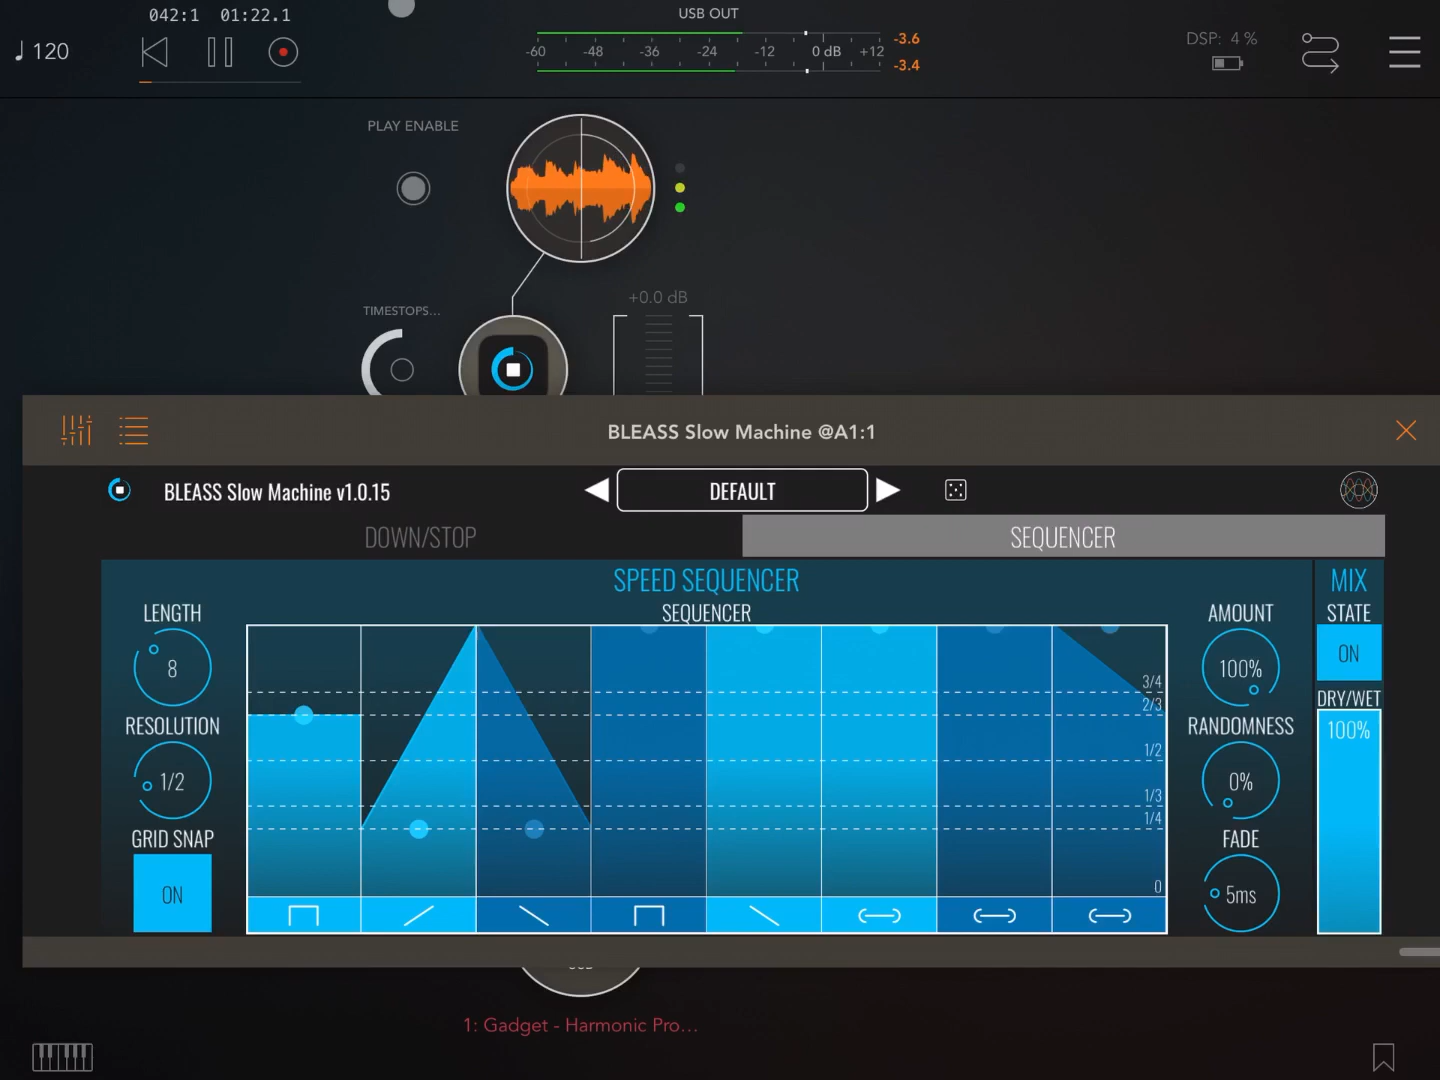 042:1 01:22.1
USB OUT
♩ 120
-60 -48 -36 -24 -12 0 dB +12
-3.6
-3.4
DSP: 4 %
PLAY ENABLE
+0.0 dB
TIMESTOPS...
BLEASS Slow Machine @A1:1
BLEASS Slow Machine v1.0.15
DEFAULT
DOWN/STOP
SEQUENCER
SPEED SEQUENCER
MIX
LENGTH
SEQUENCER
AMOUNT
STATE
8
100%
ON
3/4
2/3
DRY/WET
RESOLUTION
RANDOMNESS
100%
1/2
1/2
0%
1/3
1/4
GRID SNAP
FADE
ON
0
5ms
1: Gadget - Harmonic Pro...